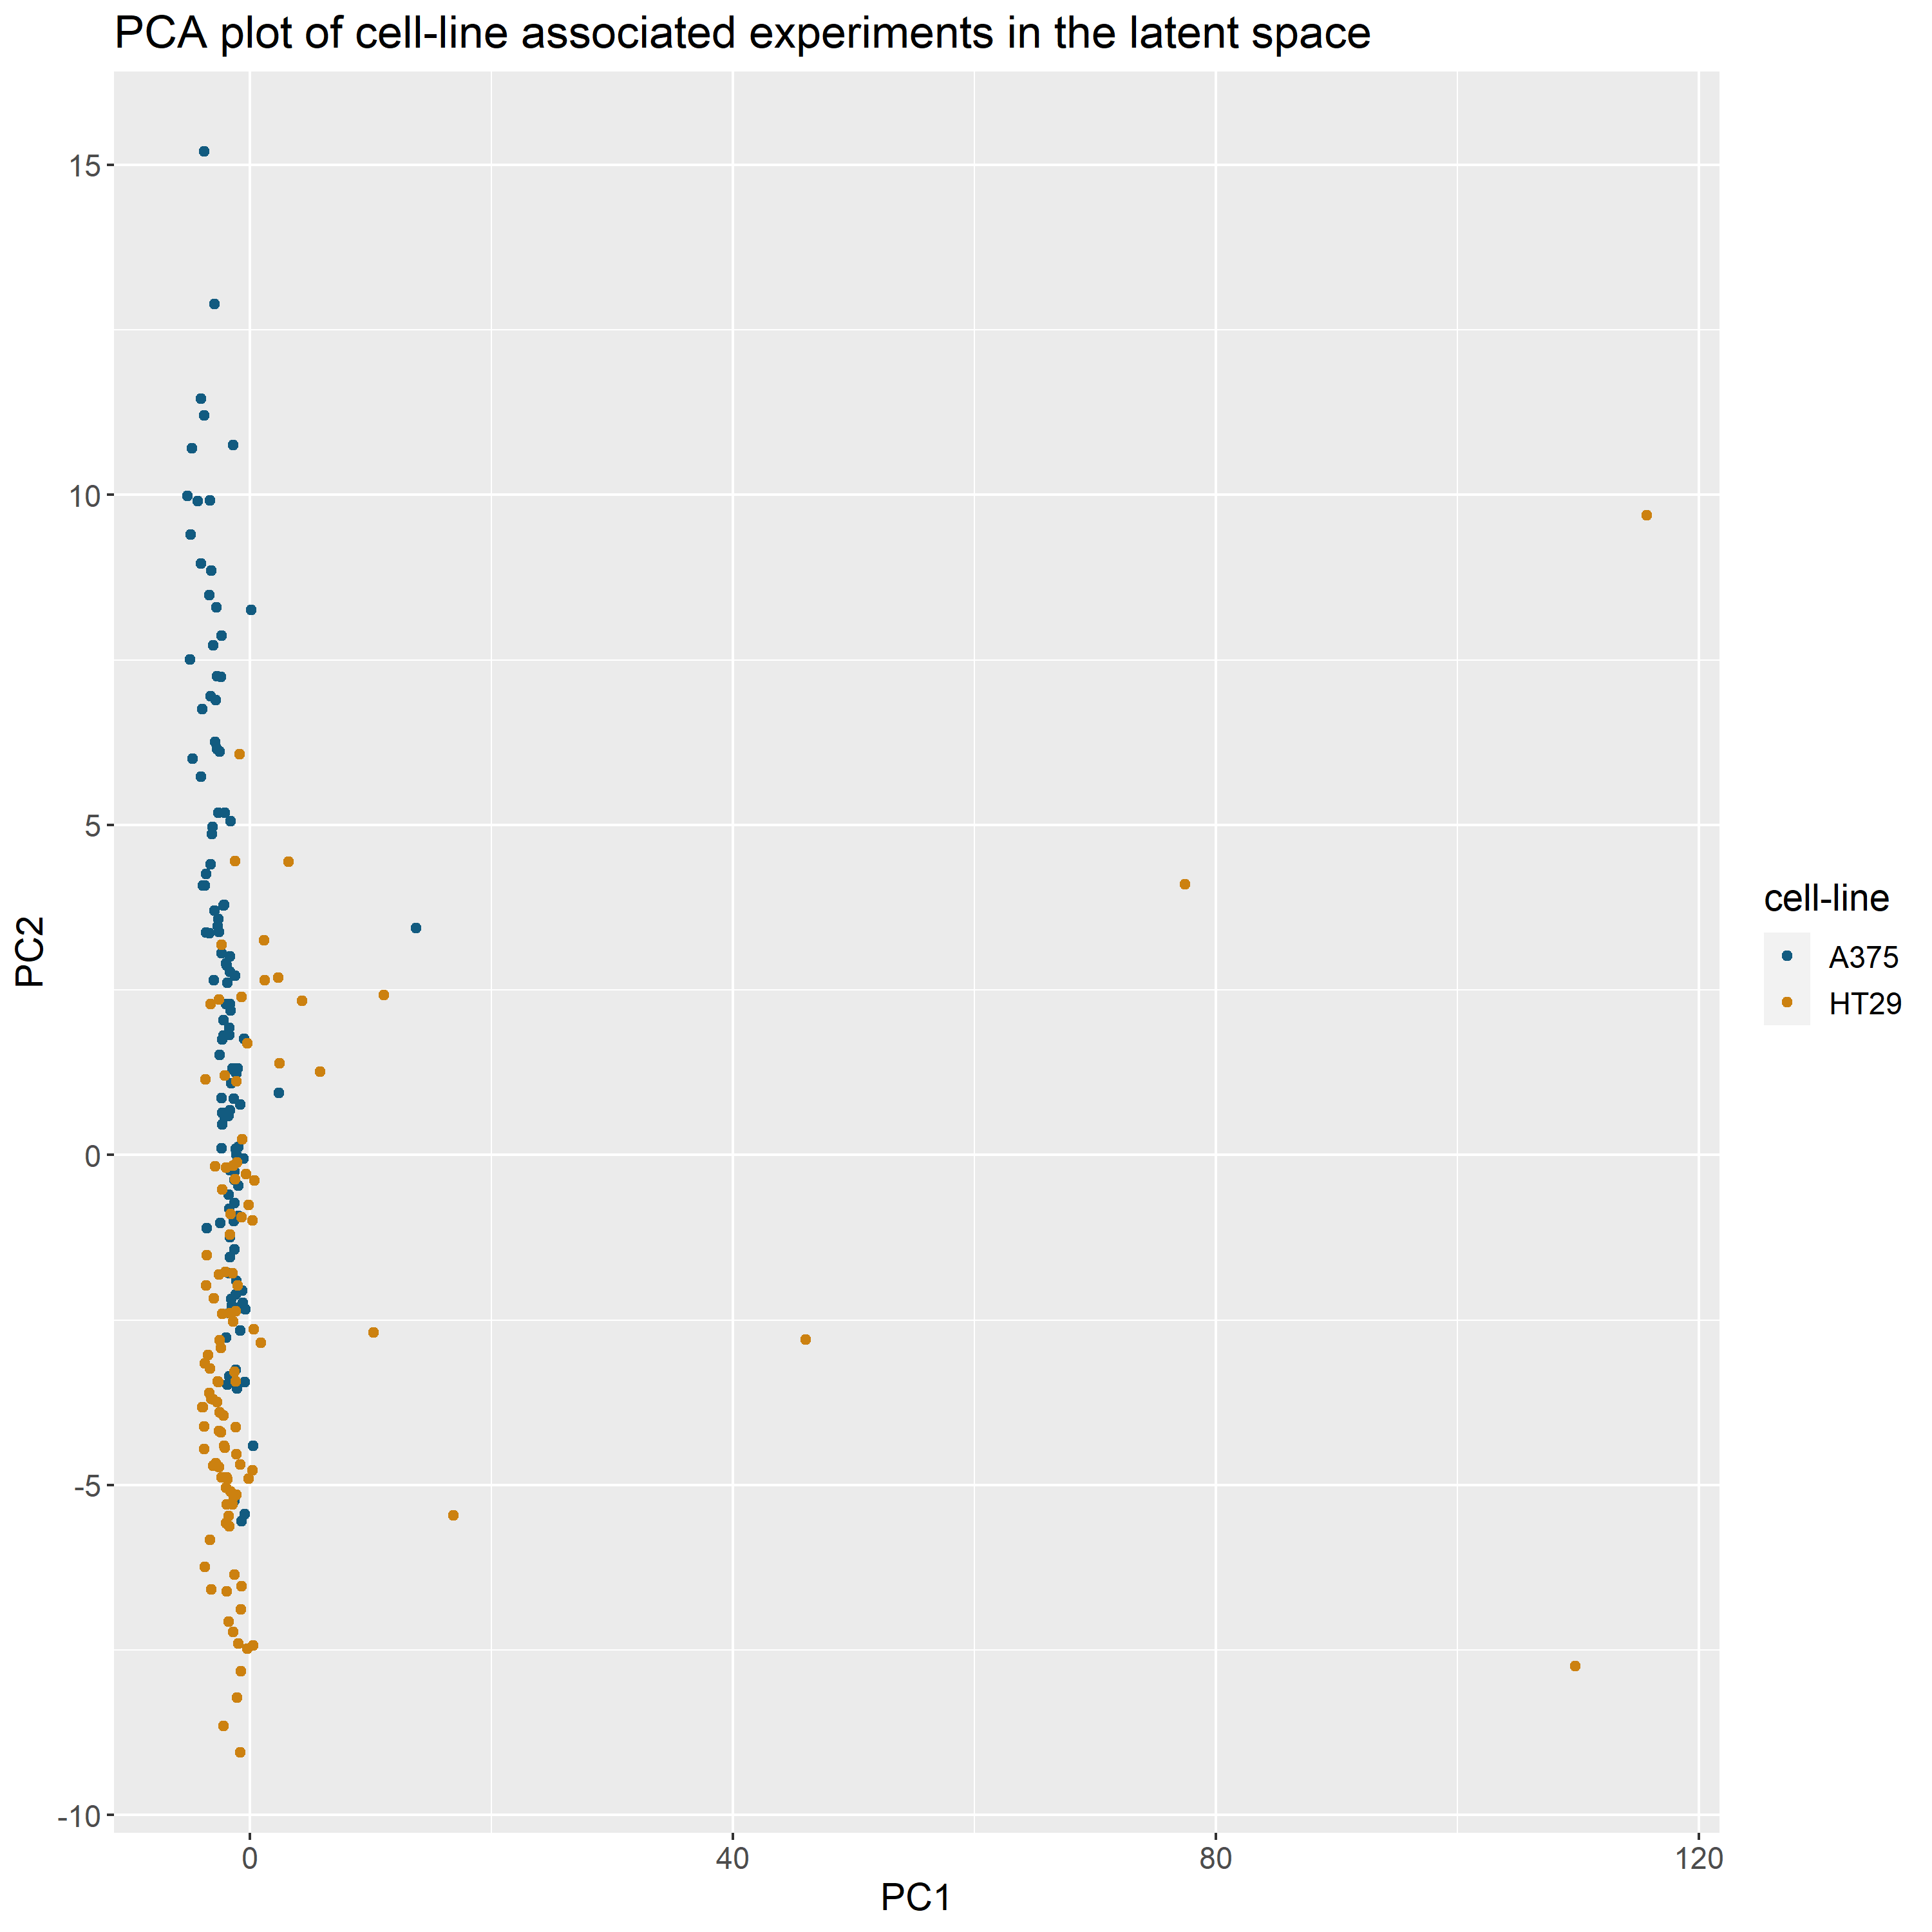 PCA plot of cell-line associated experiments in the latent space
15
10
5
0
-5
-10
PC2
0 40 80 120
PC1
cell-line
A375
HT29